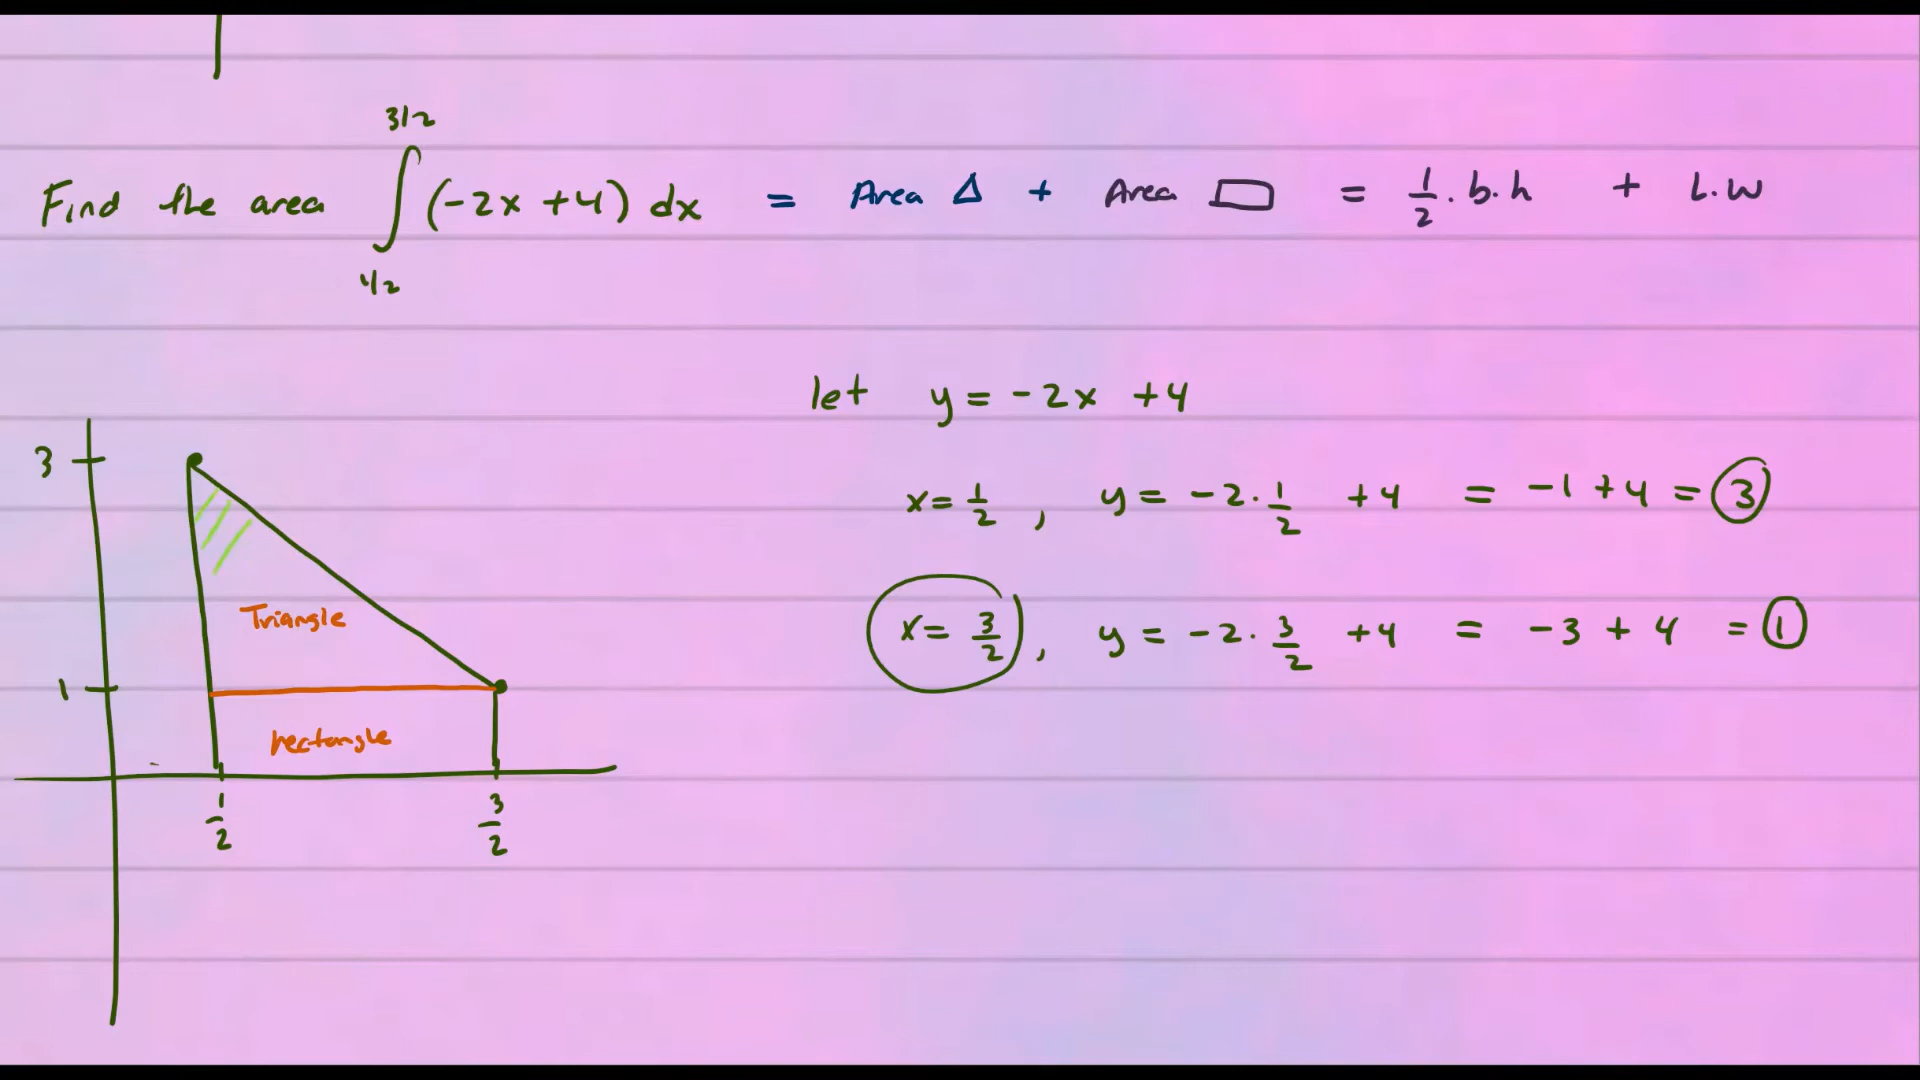 3/2
Find the area ∫ (-2x + 4) dx = Area Δ + Area ▭ = 1/2 · b · h + L · W
1/2
let y = -2x + 4
3
x = 1/2 , y = -2 · 1/2 + 4 = -1 + 4 = 3
Triangle
x = 3/2 , y = -2 · 3/2 + 4 = -3 + 4 = 1
1
rectangle
1/2 3/2